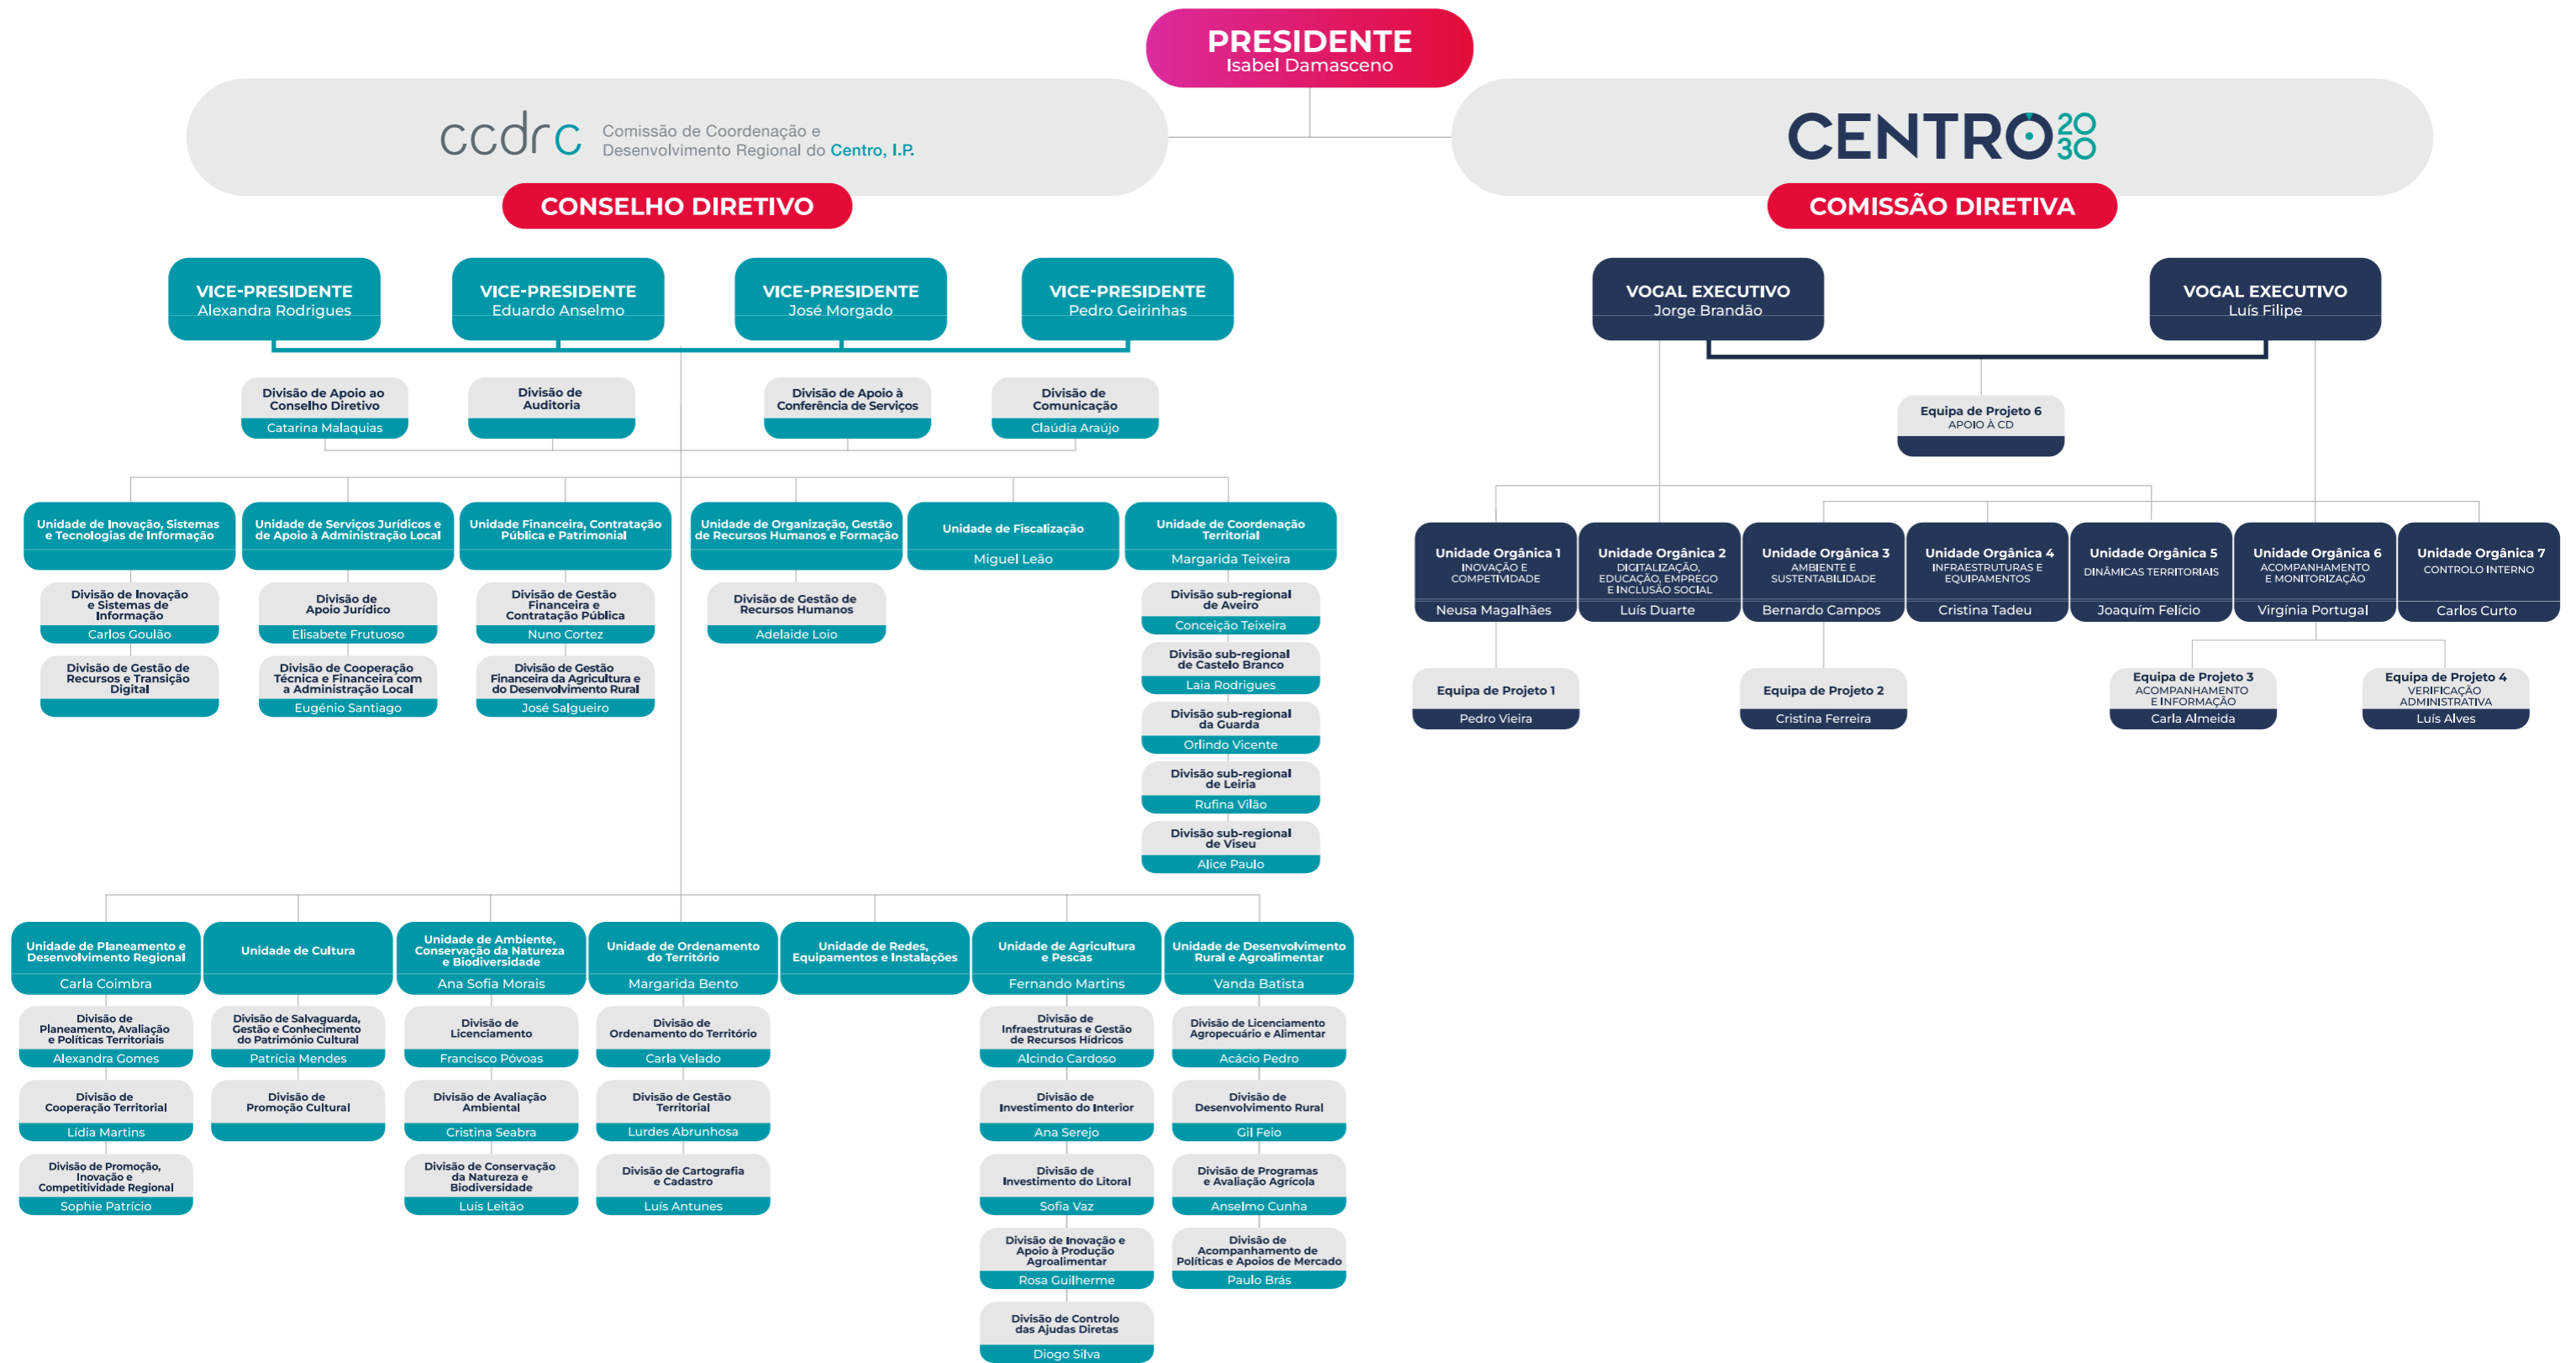 PRESIDENTE
Isabel Damasceno
ccdrc
Comissão de Coordenação e
Desenvolvimento Regional do Centro, I.P.
CONSELHO DIRETIVO
CENTRO 2030
COMISSÃO DIRETIVA
VICE-PRESIDENTE
Alexandra Rodrigues
VICE-PRESIDENTE
Eduardo Anselmo
VICE-PRESIDENTE
José Morgado
VICE-PRESIDENTE
Pedro Geirinhas
VOGAL EXECUTIVO
Jorge Brandão
VOGAL EXECUTIVO
Luís Filipe
Divisão de Apoio ao
Conselho Diretivo
Catarina Malaquias
Divisão de
Auditoria
Divisão de Apoio à
Conferência de Serviços
Divisão de
Comunicação
Claúdia Araújo
Equipa de Projeto 6
APOIO À CD
Unidade de Inovação, Sistemas
e Tecnologias de Informação
Divisão de Inovação
e Sistemas de
Informação
Carlos Goulão
Divisão de Gestão de
Recursos e Transição
Digital
Unidade de Serviços Jurídicos e
de Apoio à Administração Local
Divisão de
Apoio Jurídico
Elisabete Frutuoso
Divisão de Cooperação
Técnica e Financeira com
a Administração Local
Eugénio Santiago
Unidade Financeira, Contratação
Pública e Patrimonial
Divisão de Gestão
Financeira e
Contratação Pública
Nuno Cortez
Divisão de Gestão
Financeira da Agricultura e
do Desenvolvimento Rural
José Salgueiro
Unidade de Organização, Gestão
de Recursos Humanos e Formação
Divisão de Gestão de
Recursos Humanos
Adelaide Loio
Unidade de Fiscalização
Miguel Leão
Unidade de Coordenação
Territorial
Margarida Teixeira
Divisão sub-regional
de Aveiro
Conceição Teixeira
Divisão sub-regional
de Castelo Branco
Laia Rodrigues
Divisão sub-regional
da Guarda
Orlindo Vicente
Divisão sub-regional
de Leiria
Rufina Vilão
Divisão sub-regional
de Viseu
Alice Paulo
Unidade Orgânica 1
INOVAÇÃO E
COMPETIVIDADE
Neusa Magalhães
Equipa de Projeto 1
Pedro Vieira
Unidade Orgânica 2
DIGITALIZAÇÃO,
EDUCAÇÃO, EMPREGO
E INCLUSÃO SOCIAL
Luís Duarte
Unidade Orgânica 3
AMBIENTE E
SUSTENTABILIDADE
Bernardo Campos
Equipa de Projeto 2
Cristina Ferreira
Unidade Orgânica 4
INFRAESTRUTURAS E
EQUIPAMENTOS
Cristina Tadeu
Unidade Orgânica 5
DINÂMICAS TERRITORIAIS
Joaquím Felício
Unidade Orgânica 6
ACOMPANHAMENTO
E MONITORIZAÇÃO
Virgínia Portugal
Equipa de Projeto 3
ACOMPANHAMENTO
E INFORMAÇÃO
Carla Almeida
Equipa de Projeto 4
VERIFICAÇÃO
ADMINISTRATIVA
Luís Alves
Unidade Orgânica 7
CONTROLO INTERNO
Carlos Curto
Unidade de Planeamento e
Desenvolvimento Regional
Carla Coimbra
Divisão de
Planeamento, Avaliação
e Políticas Territoriais
Alexandra Gomes
Divisão de
Cooperação Territorial
Lídia Martins
Divisão de Promoção,
Inovação e
Competitividade Regional
Sophie Patrício
Unidade de Cultura
Divisão de Salvaguarda,
Gestão e Conhecimento
do Património Cultural
Patrícia Mendes
Divisão de
Promoção Cultural
Unidade de Ambiente,
Conservação da Natureza
e Biodiversidade
Ana Sofia Morais
Divisão de
Licenciamento
Francisco Póvoas
Divisão de Avaliação
Ambiental
Cristina Seabra
Divisão de Conservação
da Natureza e
Biodiversidade
Luís Leitão
Unidade de Ordenamento
do Território
Margarida Bento
Divisão de
Ordenamento do Território
Carla Velado
Divisão de Gestão
Territorial
Lurdes Abrunhosa
Divisão de Cartografia
e Cadastro
Luís Antunes
Unidade de Redes,
Equipamentos e Instalações
Unidade de Agricultura
e Pescas
Fernando Martins
Divisão de
Infraestruturas e Gestão
de Recursos Hídricos
Alcindo Cardoso
Divisão de
Investimento do Interior
Ana Serejo
Divisão de
Investimento do Litoral
Sofia Vaz
Divisão de Inovação e
Apoio à Produção
Agroalimentar
Rosa Guilherme
Divisão de Controlo
das Ajudas Diretas
Diogo Silva
Unidade de Desenvolvimento
Rural e Agroalimentar
Vanda Batista
Divisão de Licenciamento
Agropecuário e Alimentar
Acácio Pedro
Divisão de
Desenvolvimento Rural
Gil Feio
Divisão de Programas
e Avaliação Agrícola
Anselmo Cunha
Divisão de
Acompanhamento de
Políticas e Apoios de Mercado
Paulo Brás